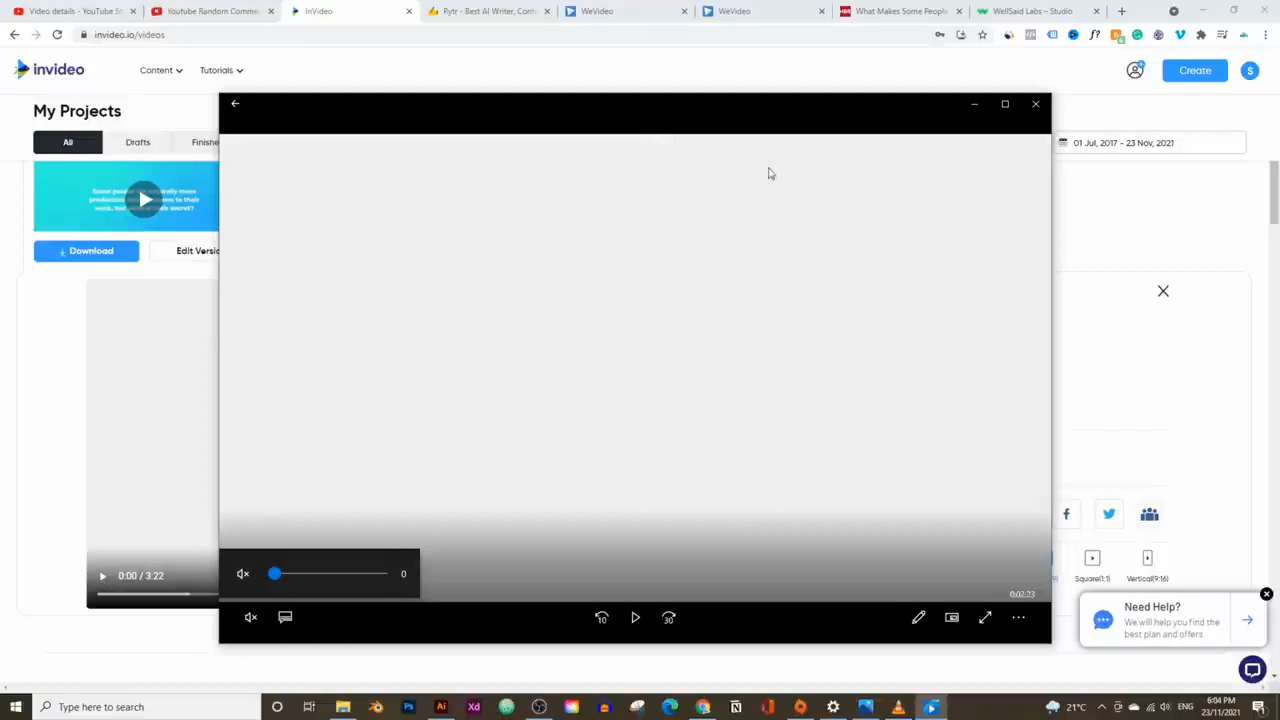 Video details - YouTube St
Youtube Random Comme
InVideo
Rytr - Best AI Writer, Cont
WeVideo
WeVideo
What Makes Some People
WellSaid Labs – Studio
invideo.io/videos
invideo
Content
Tutorials
Create
S
My Projects
All
Drafts
Finishe
01 Jul, 2017 - 23 Nov, 2021
Download
Edit Versio
0:00 / 3:22
0
0:02:23
10
30
Square(1:1)
Vertical(9:16)
Need Help?
We will help you find the
best plan and offers
Type here to search
21°C
ENG
6:04 PM
23/11/2021